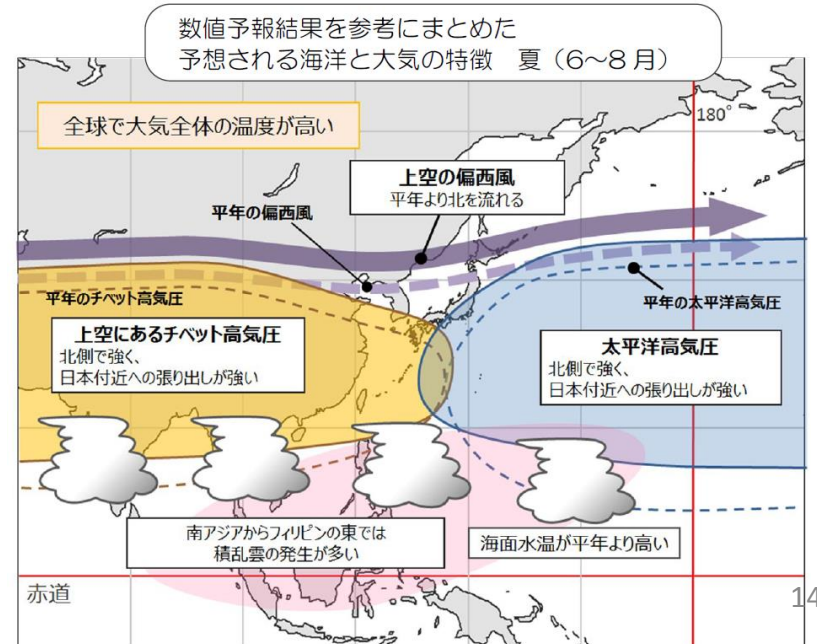 数値予報結果を参考にまとめた
予想される海洋と大気の特徴　夏（6～8月）
180°
全球で大気全体の温度が高い
上空の偏西風
平年より北を流れる
平年の偏西風
平年のチベット高気圧
平年の太平洋高気圧
上空にあるチベット高気圧
北側で強く、
日本付近への張り出しが強い
太平洋高気圧
北側で強く、
日本付近への張り出しが強い
南アジアからフィリピンの東では
積乱雲の発生が多い
海面水温が平年より高い
赤道
14